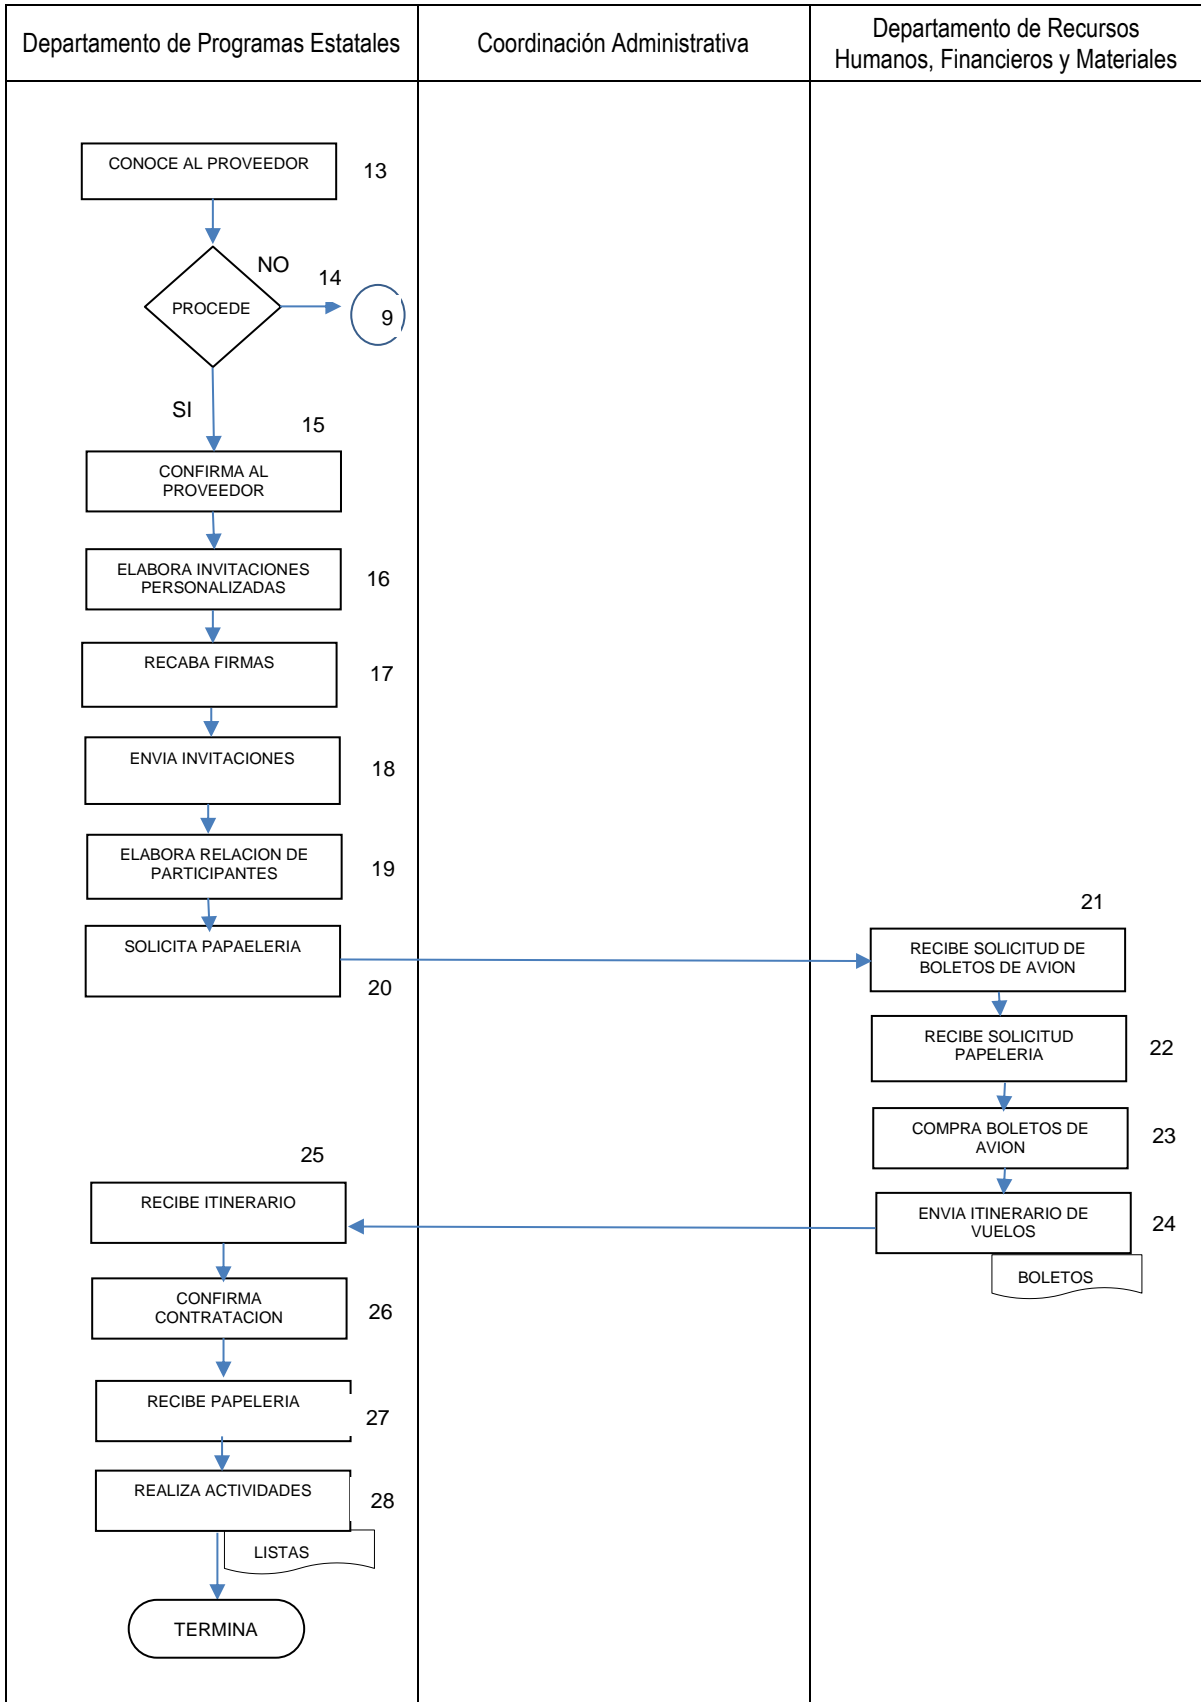 Departamento de Programas Estatales
Coordinación Administrativa
Departamento de Recursos
Humanos, Financieros y Materiales
CONOCE AL PROVEEDOR
13
NO
14
PROCEDE
9
SI
15
CONFIRMA AL
PROVEEDOR
ELABORA INVITACIONES
PERSONALIZADAS
16
RECABA FIRMAS
17
ENVIA INVITACIONES
18
ELABORA RELACION DE
PARTICIPANTES
19
SOLICITA PAPAELERIA
20
21
RECIBE SOLICITUD DE
BOLETOS DE AVION
RECIBE SOLICITUD
PAPELERIA
22
COMPRA BOLETOS DE
AVION
23
ENVIA ITINERARIO DE
VUELOS
24
BOLETOS
25
RECIBE ITINERARIO
CONFIRMA
CONTRATACION
26
RECIBE PAPELERIA
27
REALIZA ACTIVIDADES
28
LISTAS
TERMINA